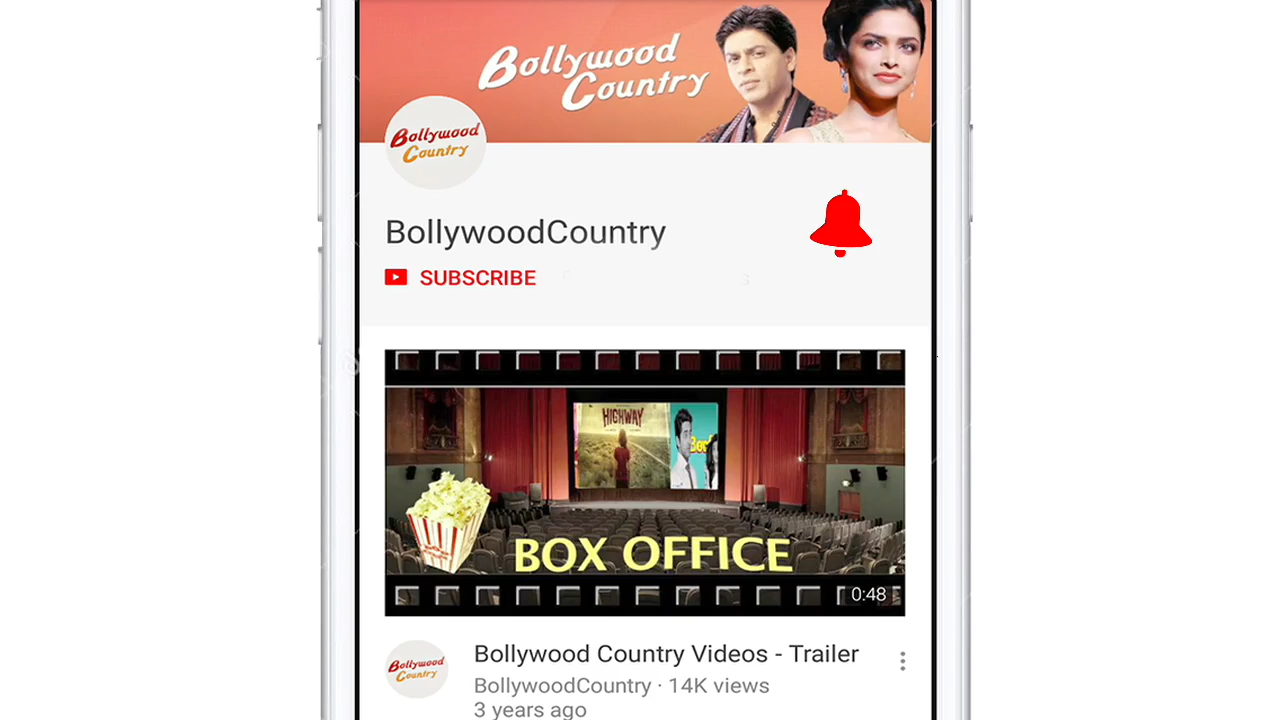 Bollywood
Country
Bollywood
Country
BollywoodCountry
SUBSCRIBE
HIGHWAY
BOX OFFICE
0:48
Bollywood
Country
Bollywood Country Videos - Trailer
BollywoodCountry · 14K views
3 years ago